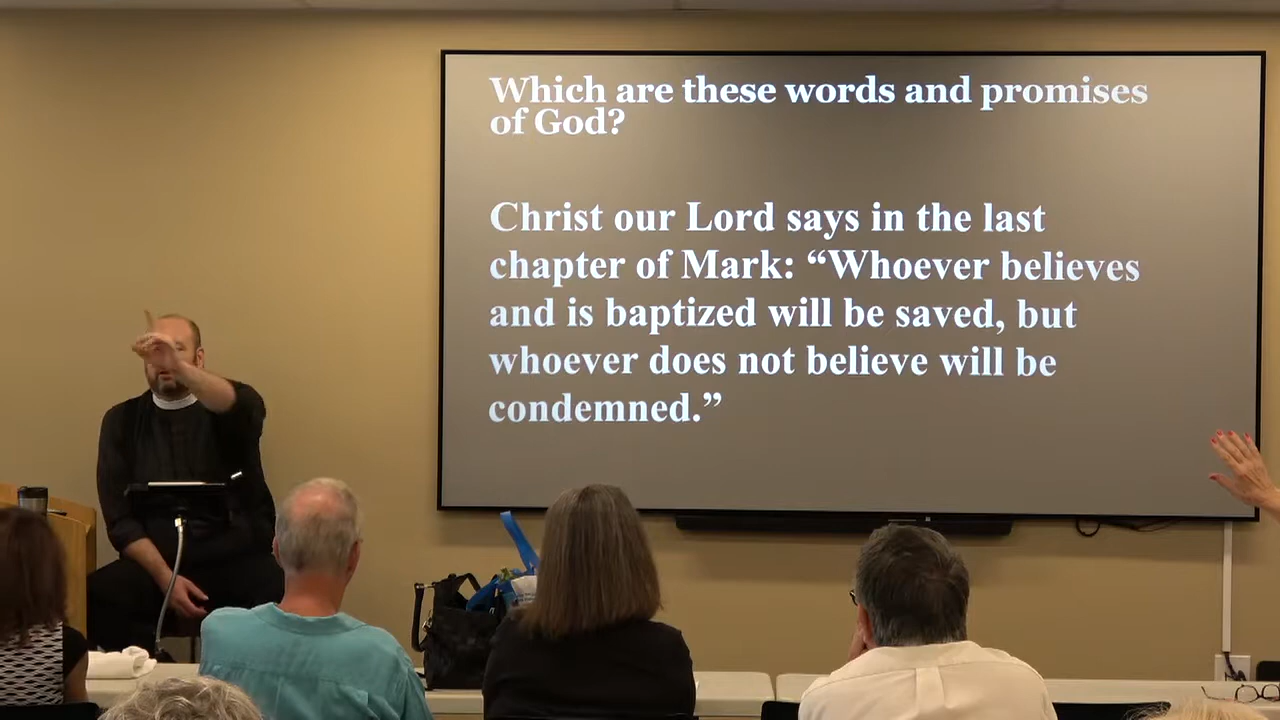 Which are these words and promises
of God?
Christ our Lord says in the last
chapter of Mark: “Whoever believes
and is baptized will be saved, but
whoever does not believe will be
condemned.”